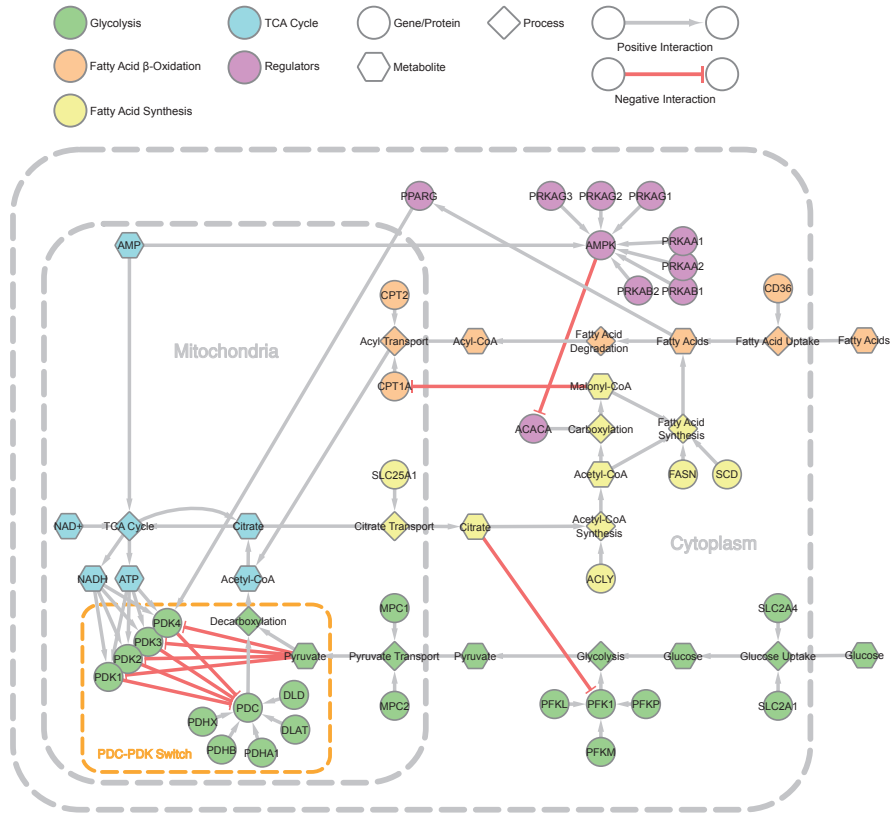 Glycolysis
TCA Cycle
Gene/Protein
Process
Positive Interaction
Fatty Acid β-Oxidation
Regulators
Metabolite
Negative Interaction
Fatty Acid Synthesis
PPARG
PRKAG3
PRKAG2
PRKAG1
AMP
AMPK
PRKAA1
PRKAA2
PRKAB2
PRKAB1
CPT2
CD36
Mitochondria
Acyl Transport
Acyl-CoA
Fatty Acid
Degradation
Fatty Acids
Fatty Acid Uptake
Fatty Acids
CPT1A
Malonyl-CoA
ACACA
Carboxylation
Fatty Acid
Synthesis
SLC25A1
Acetyl-CoA
FASN
SCD
NAD+
TCA Cycle
Citrate
Citrate Transport
Citrate
Acetyl-CoA
Synthesis
Cytoplasm
NADH
ATP
Acetyl-CoA
ACLY
PDK4
Decarboxylation
MPC1
SLC2A4
PDK3
PDK2
Pyruvate
Pyruvate Transport
Pyruvate
Glycolysis
Glucose
Glucose Uptake
Glucose
PDK1
DLD
PDC
MPC2
PFKL
PFK1
PFKP
SLC2A1
PDHX
DLAT
PDHB
PDHA1
PFKM
PDC-PDK Switch